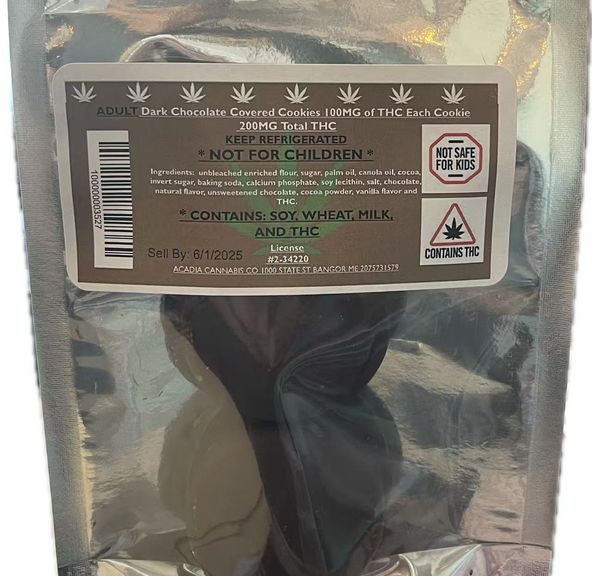 ADULT Dark Chocolate Covered Cookies 100MG of THC Each Cookie
200MG Total THC
KEEP REFRIGERATED
* NOT FOR CHILDREN *
Ingredients: unbleached enriched flour, sugar, palm oil, canola oil, cocoa,
invert sugar, baking soda, calcium phosphate, soy lecithin, salt, chocolate,
natural flavor, unsweetened chocolate, cocoa powder, vanilla flavor and
THC.
* CONTAINS: SOY, WHEAT, MILK,
AND THC
Sell By: 6/1/2025
License
#2-34220
ACADIA CANNABIS CO 1000 STATE ST BANGOR ME 2075731579
100000003527
NOT SAFE
FOR KIDS
CONTAINS THC